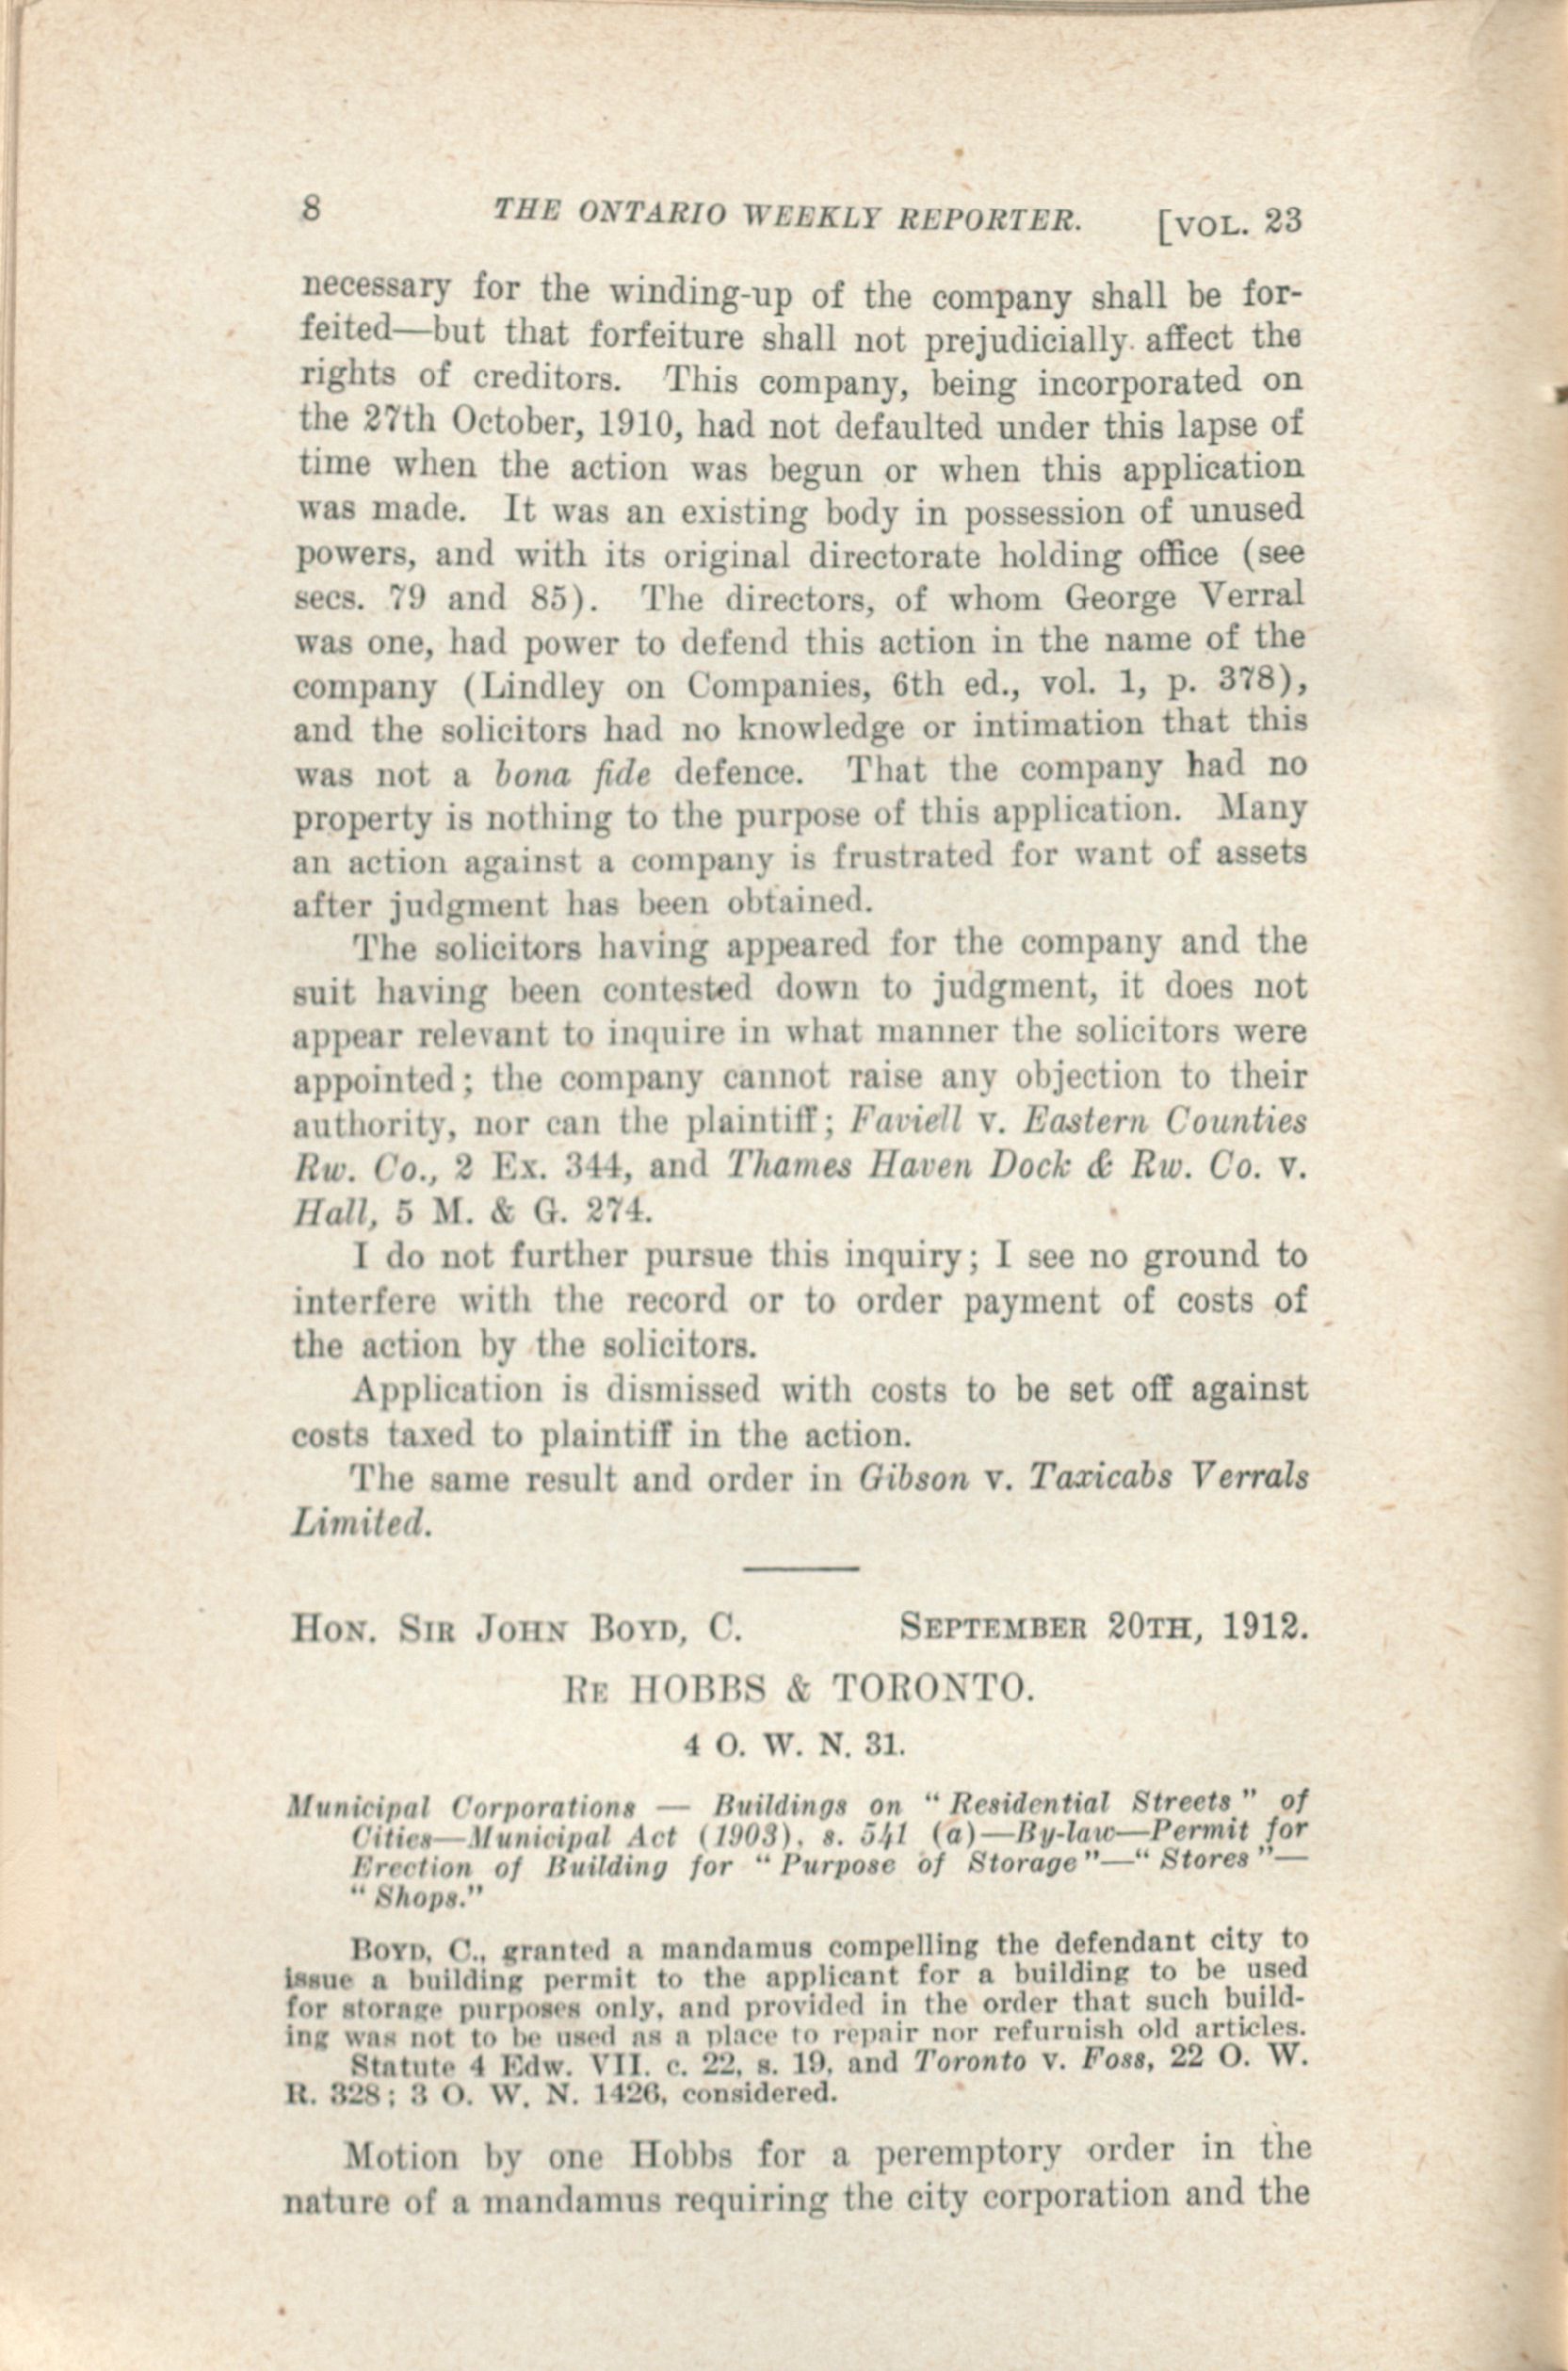 8 THE ONTARIO WEEKLY REPORTER. [VOL. 23
necessary for the winding-up of the company shall be for-
feited—but that forfeiture shall not prejudicially affect the
rights of creditors. This company, being incorporated on
the 27th October, 1910, had not defaulted under this lapse of
time when the action was begun or when this application
was made. It was an existing body in possession of unused
powers, and with its original directorate holding office (see
secs. 79 and 85). The directors, of whom George Verral
was one, had power to defend this action in the name of the
company (Lindley on Companies, 6th ed., vol. 1, p. 378),
and the solicitors had no knowledge or intimation that this
was not a bona fide defence. That the company had no
property is nothing to the purpose of this application. Many
an action against a company is frustrated for want of assets
after judgment has been obtained.
The solicitors having appeared for the company and the
suit having been contested down to judgment, it does not
appear relevant to inquire in what manner the solicitors were
appointed; the company cannot raise any objection to their
authority, nor can the plaintiff; Faviell v. Eastern Counties
Rw. Co., 2 Ex. 344, and Thames Haven Dock & Rw. Co. v.
Hall, 5 M. & G. 274.
I do not further pursue this inquiry; I see no ground to
interfere with the record or to order payment of costs of
the action by the solicitors.
Application is dismissed with costs to be set off against
costs taxed to plaintiff in the action.
The same result and order in Gibson v. Taxicabs Verrals
Limited.
HON. SIR JOHN BOYD, C. SEPTEMBER 20TH, 1912.
RE HOBBS & TORONTO.
4 O. W. N. 31.
Municipal Corporations — Buildings on "Residential Streets" of
Cities—Municipal Act (1903), s. 541 (a)—By-law—Permit for
Erection of Building for "Purpose of Storage"—"Stores"—
"Shops."
BOYD, C., granted a mandamus compelling the defendant city to
issue a building permit to the applicant for a building to be used
for storage purposes only, and provided in the order that such build-
ing was not to be used as a place to repair nor refurnish old articles.
Statute 4 Edw. VII. c. 22, s. 19, and Toronto v. Foss, 22 O. W.
R. 328; 3 O. W. N. 1426, considered.
Motion by one Hobbs for a peremptory order in the
nature of a mandamus requiring the city corporation and the